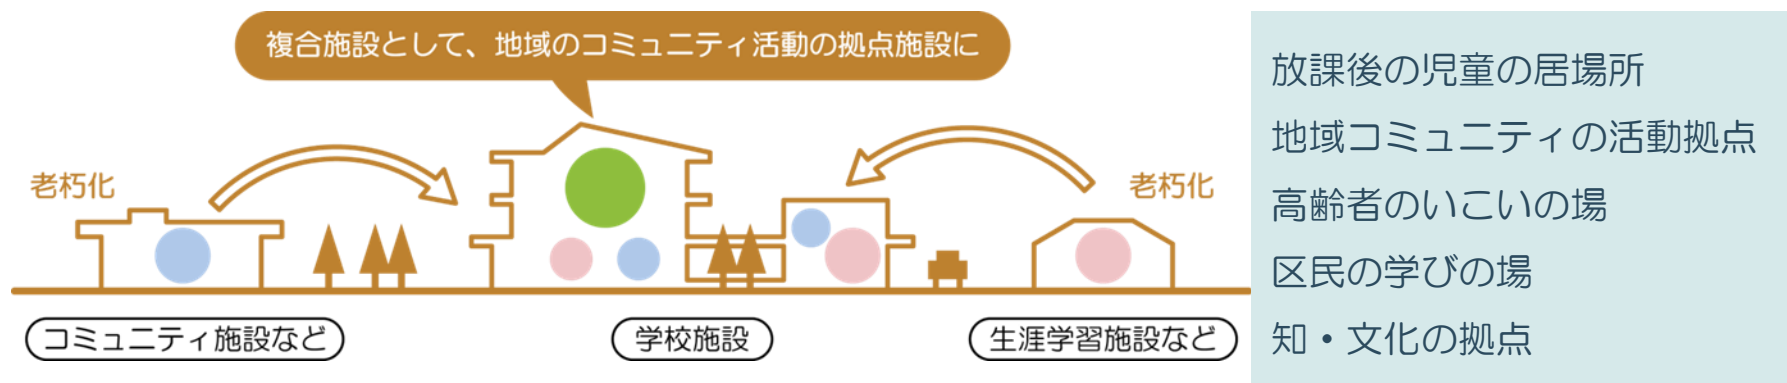 複合施設として、地域のコミュニティ活動の拠点施設に
老朽化
老朽化
コミュニティ施設など
学校施設
生涯学習施設など
放課後の児童の居場所
地域コミュニティの活動拠点
高齢者のいこいの場
区民の学びの場
知・文化の拠点